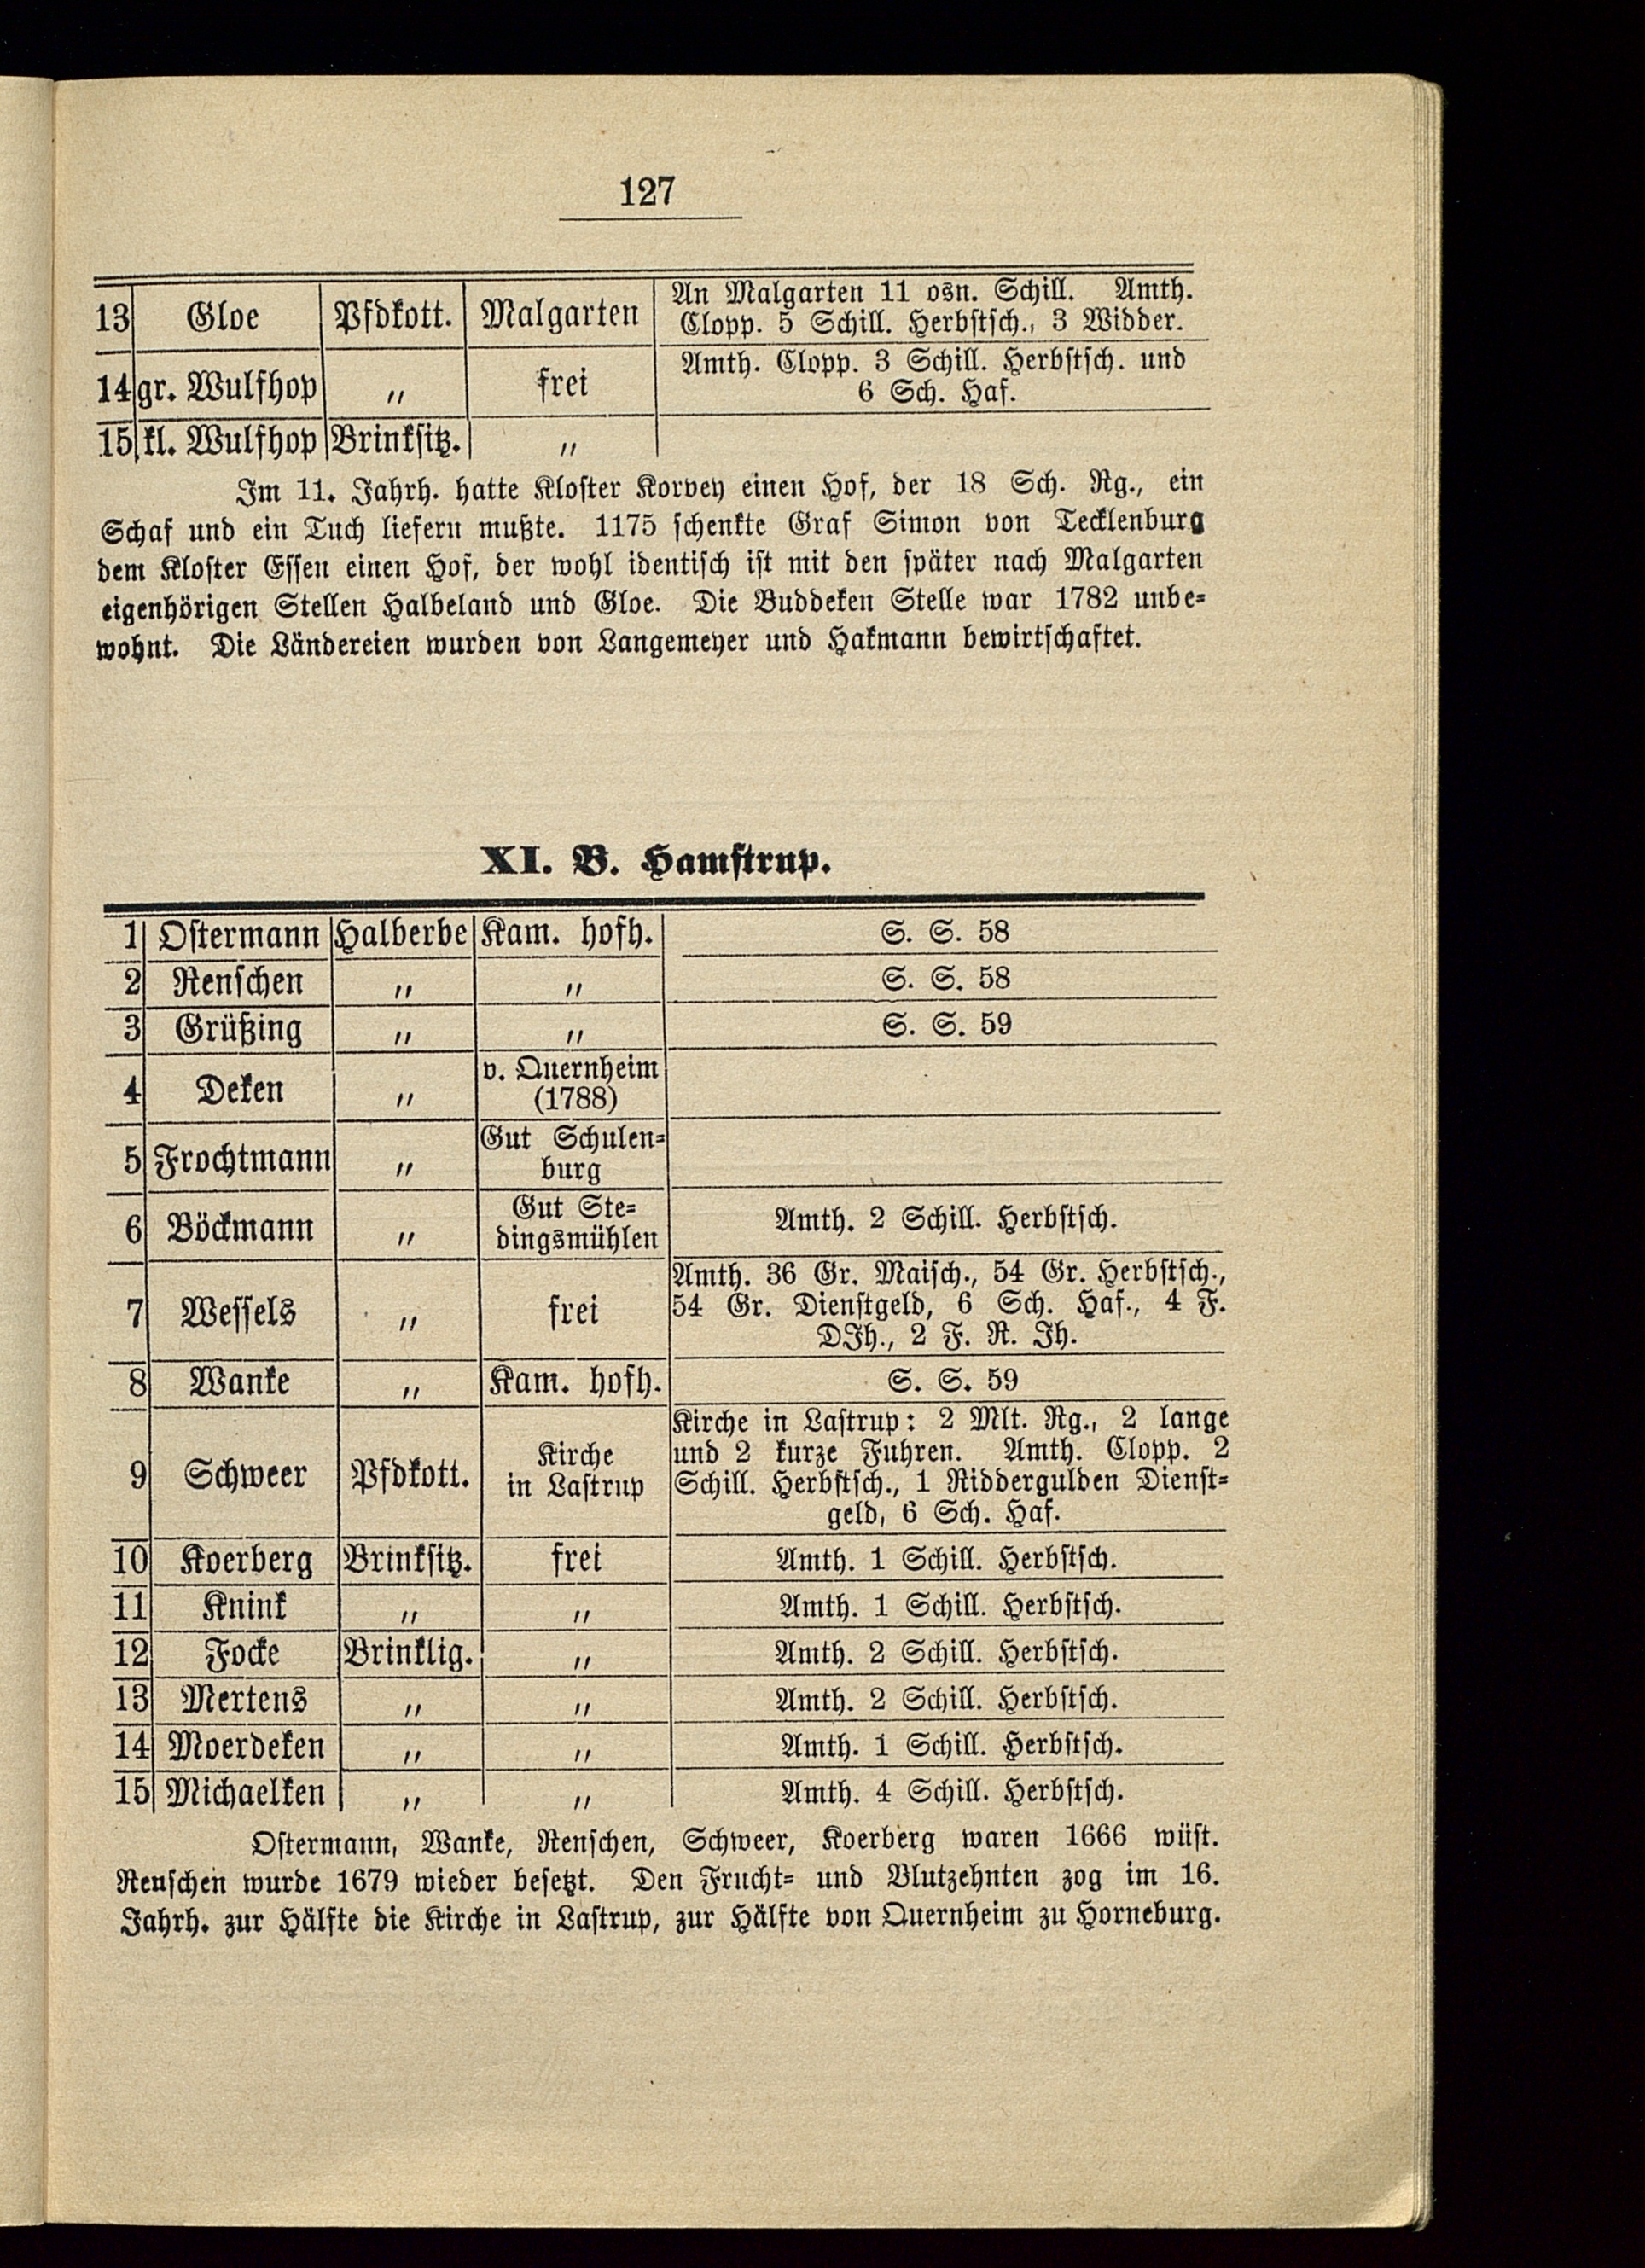 127
13 Gloe Pfdkott. Malgarten An Malgarten 11 osn. Schill. Amth.
Clopp. 5 Schill. Herbstsch., 3 Widder.
14 gr. Wulfhop „ frei Amth. Clopp. 3 Schill. Herbstsch. und
6 Sch. Haf.
15 kl. Wulfhop Brinksitz. „
Im 11. Jahrh. hatte Kloster Korvey einen Hof, der 18 Sch. Rg., ein
Schaf und ein Tuch liefern mußte. 1175 schenkte Graf Simon von Tecklenburg
dem Kloster Essen einen Hof, der wohl identisch ist mit den später nach Malgarten
eigenhörigen Stellen Halbeland und Gloe. Die Buddeken Stelle war 1782 unbe-
wohnt. Die Ländereien wurden von Langemeyer und Hakmann bewirtschaftet.
XI. B. Hamstrup.
1 Ostermann Halberbe Kam. hofh. S. S. 58
2 Renschen „ „ S. S. 58
3 Grüßing „ „ S. S. 59
4 Deken „ v. Quernheim
(1788)
5 Frochtmann „ Gut Schulen-
burg
6 Böckmann „ Gut Ste-
dingsmühlen Amth. 2 Schill. Herbstsch.
7 Wessels „ frei Amth. 36 Gr. Maisch., 54 Gr. Herbstsch.,
54 Gr. Dienstgeld, 6 Sch. Haf., 4 F.
DIh., 2 F. R. Ih.
8 Wanke „ Kam. hofh. S. S. 59
9 Schweer Pfdkott. Kirche
in Lastrup Kirche in Lastrup: 2 Mlt. Rg., 2 lange
und 2 kurze Fuhren. Amth. Clopp. 2
Schill. Herbstsch., 1 Riddergulden Dienst-
geld, 6 Sch. Haf.
10 Koerberg Brinksitz. frei Amth. 1 Schill. Herbstsch.
11 Knink „ „ Amth. 1 Schill. Herbstsch.
12 Focke Brinklig. „ Amth. 2 Schill. Herbstsch.
13 Mertens „ „ Amth. 2 Schill. Herbstsch.
14 Moerdeken „ „ Amth. 1 Schill. Herbstsch.
15 Michaelken „ „ Amth. 4 Schill. Herbstsch.
Ostermann, Wanke, Renschen, Schweer, Koerberg waren 1666 wüst.
Renschen wurde 1679 wieder besetzt. Den Frucht- und Blutzehnten zog im 16.
Jahrh. zur Hälfte die Kirche in Lastrup, zur Hälfte von Quernheim zu Horneburg.